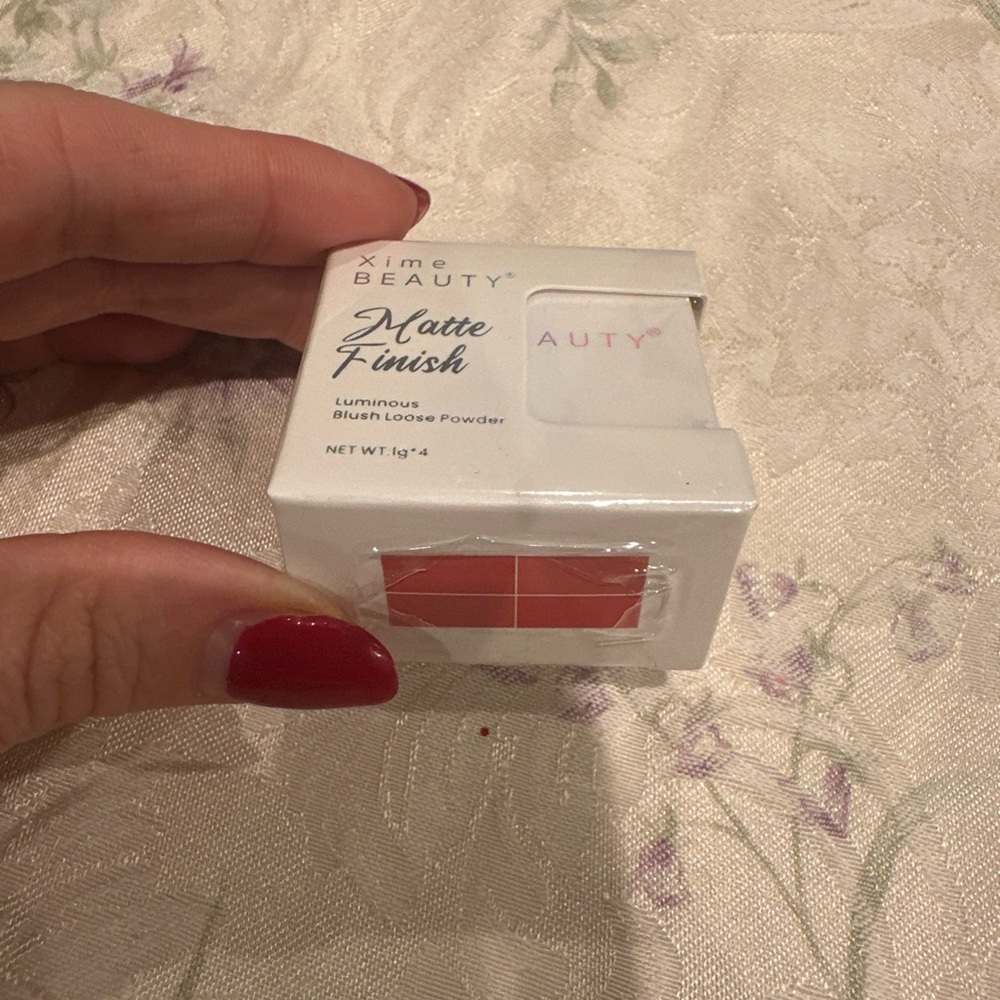 Xime
BEAUTY®
Matte
Finish
Luminous
Blush Loose Powder
NET WT.1g*4
AUTY®